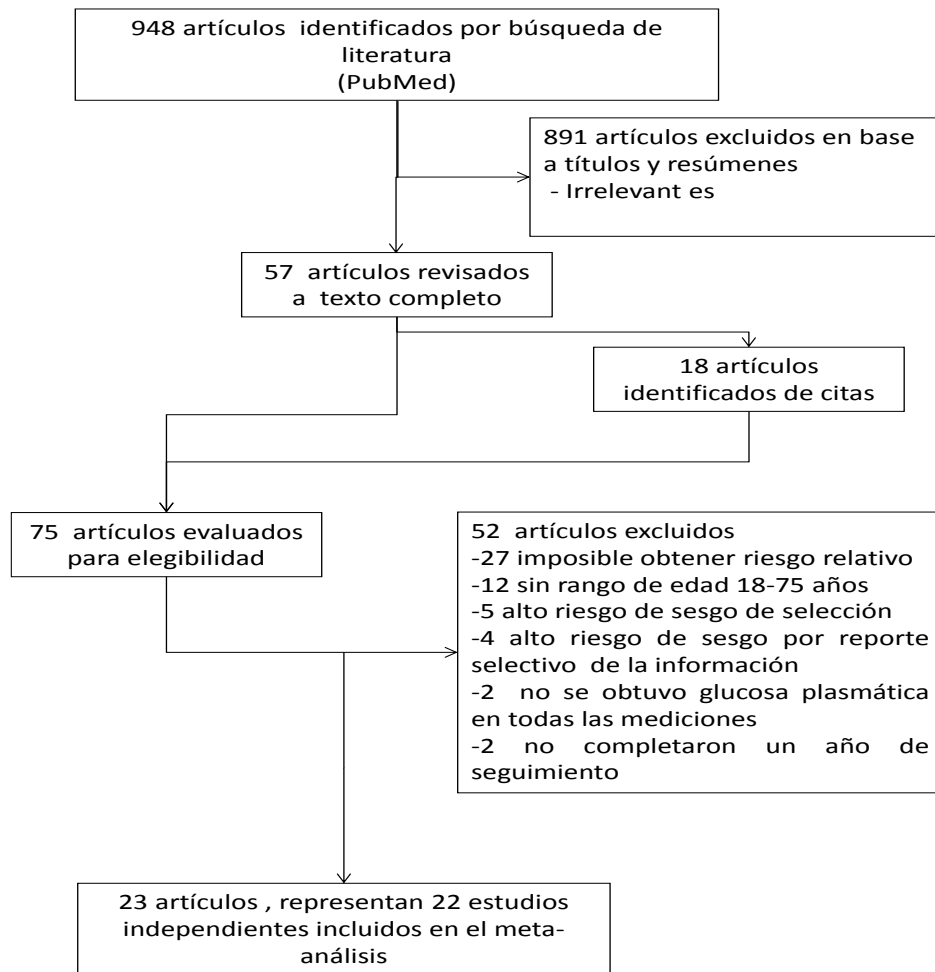 948 artículos identificados por búsqueda de
literatura
(PubMed)
891 artículos excluidos en base
a títulos y resúmenes
- Irrelevant es
57 artículos revisados
a texto completo
18 artículos
identificados de citas
75 artículos evaluados
para elegibilidad
52 artículos excluidos
-27 imposible obtener riesgo relativo
-12 sin rango de edad 18-75 años
-5 alto riesgo de sesgo de selección
-4 alto riesgo de sesgo por reporte
selectivo de la información
-2 no se obtuvo glucosa plasmática
en todas las mediciones
-2 no completaron un año de
seguimiento
23 artículos , representan 22 estudios
independientes incluidos en el meta-
análisis